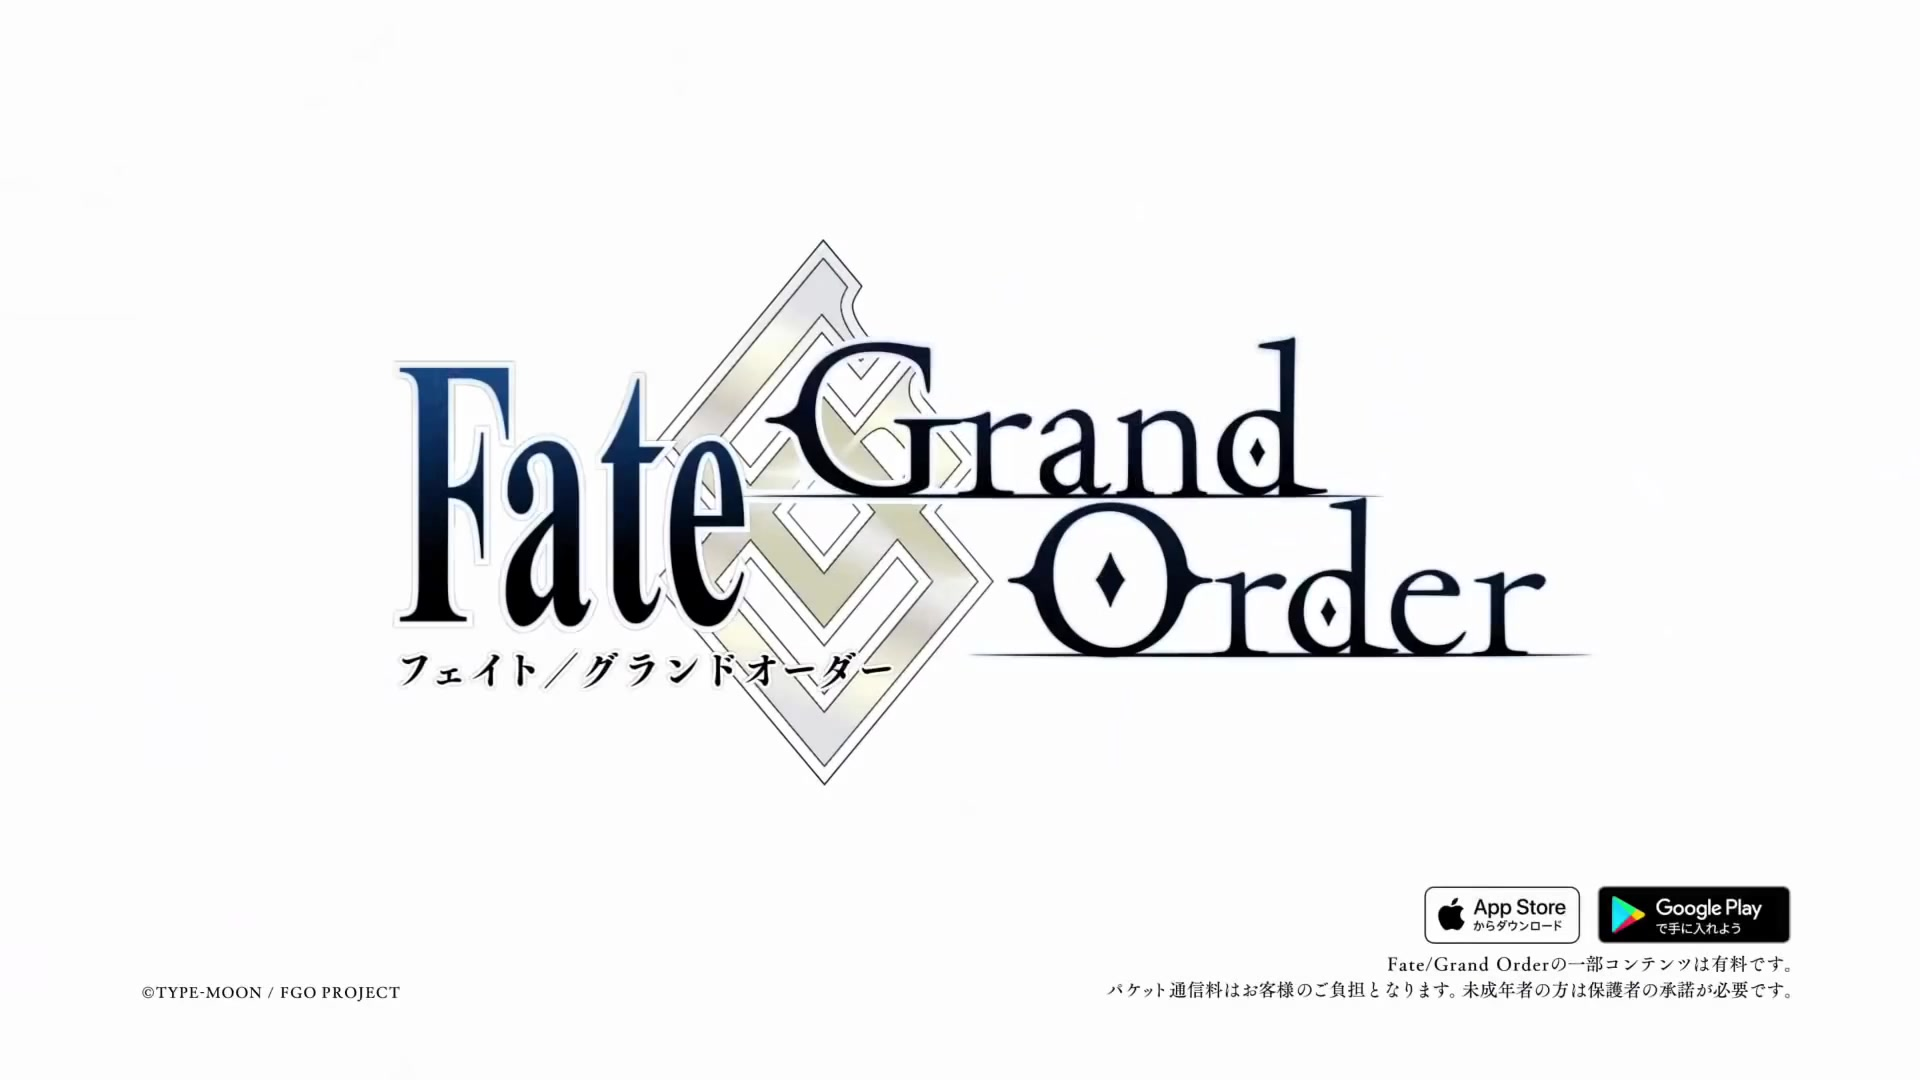 Fate
Grand
Order
フェイト／グランドオーダー
App Store
からダウンロード
Google Play
で手に入れよう
Fate/Grand Orderの一部コンテンツは有料です。
パケット通信料はお客様のご負担となります。未成年者の方は保護者の承諾が必要です。
©TYPE-MOON / FGO PROJECT